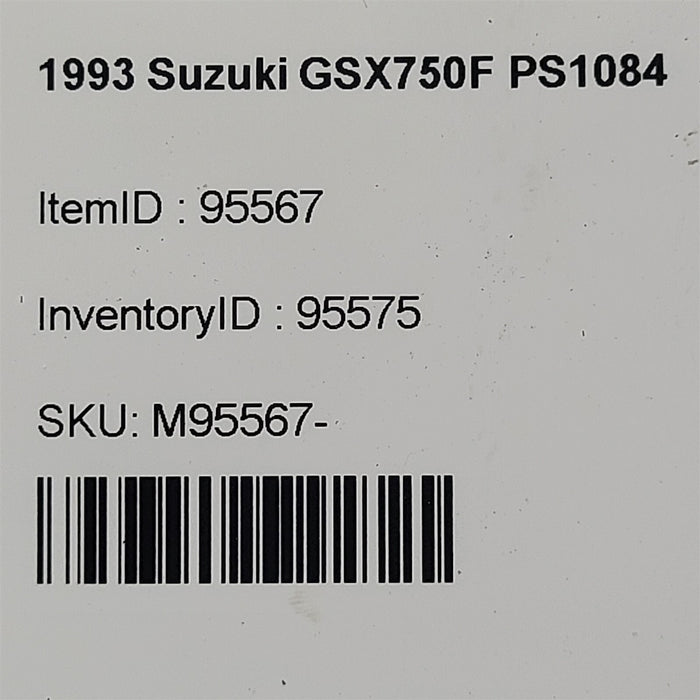 1993 Suzuki GSX750F PS1084
ItemID : 95567
InventoryID : 95575
SKU: M95567-